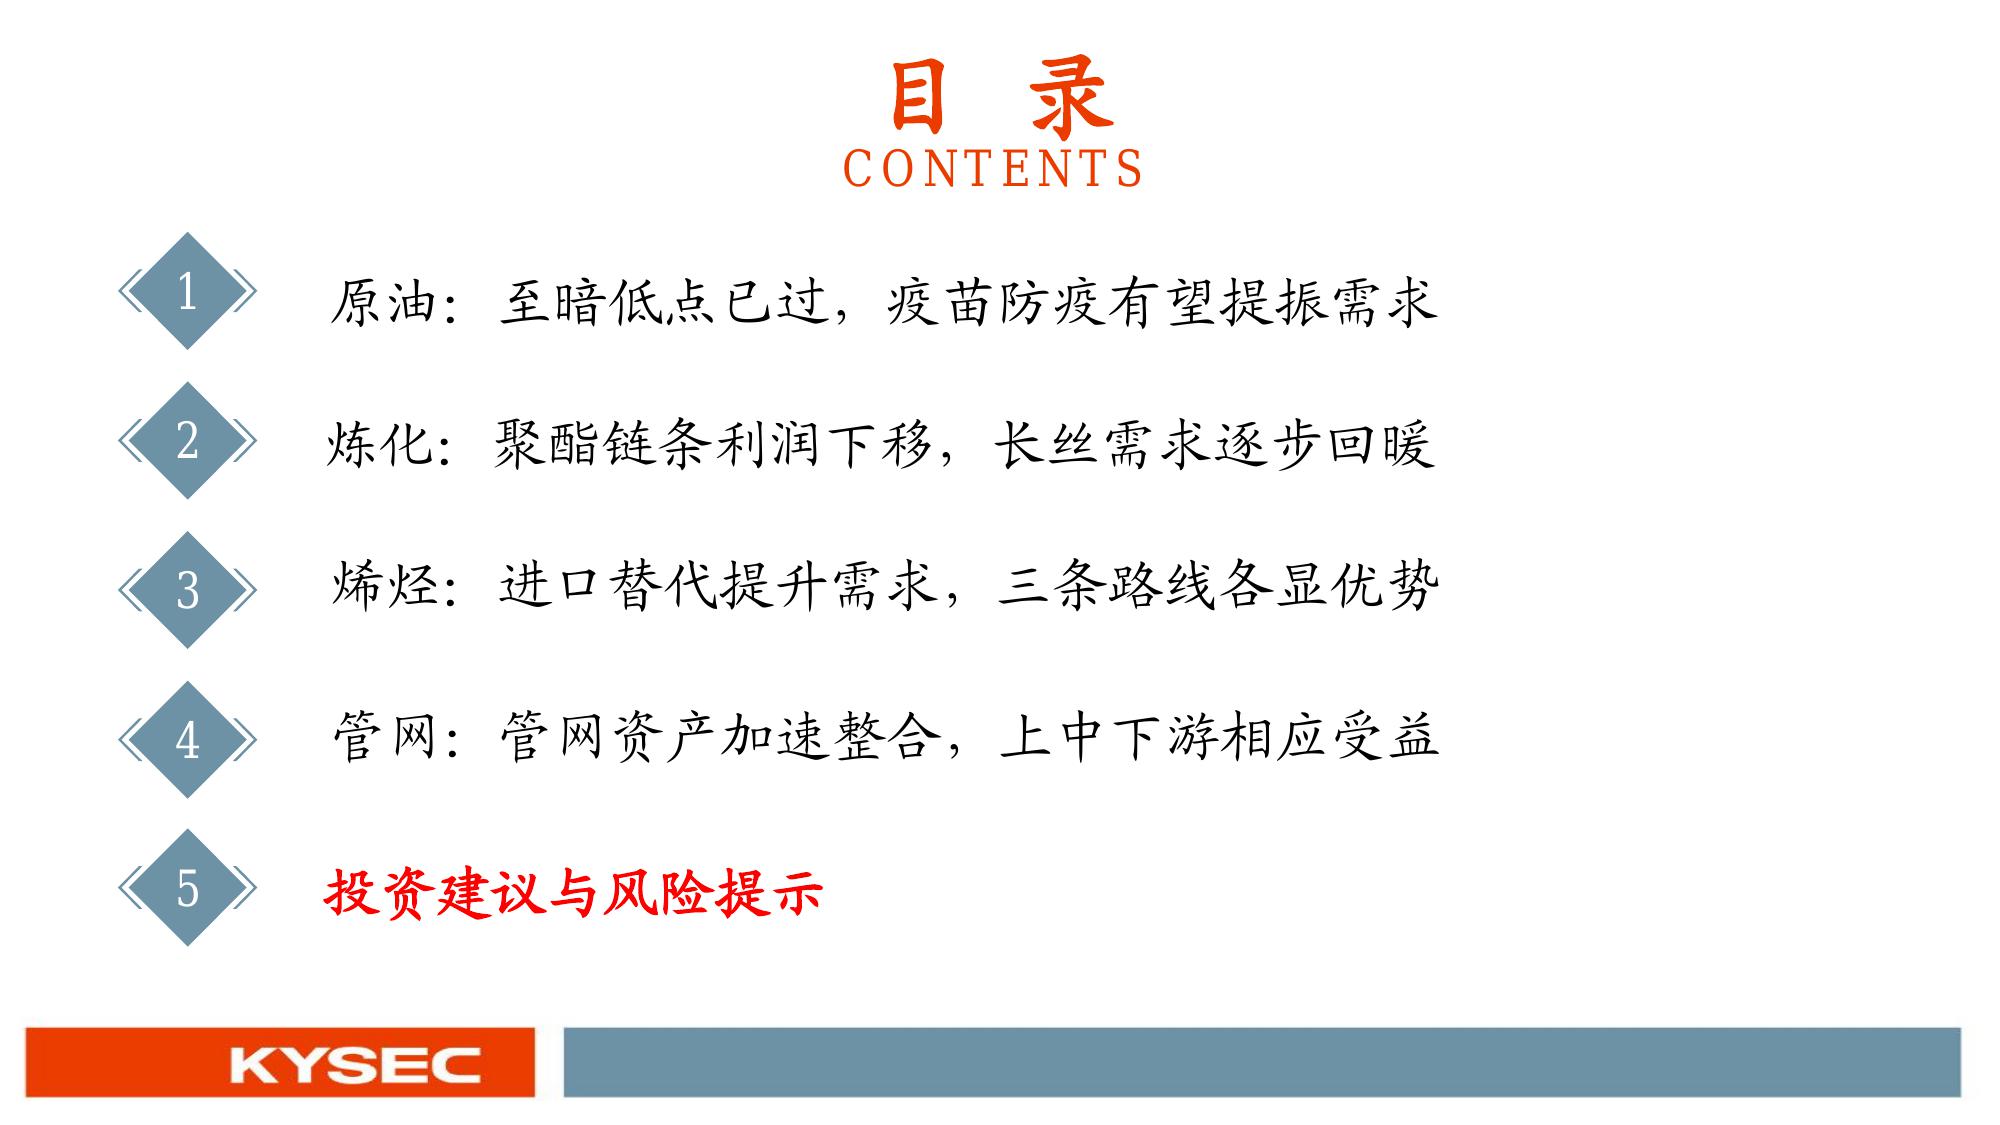 目 录
CONTENTS
1 原油：至暗低点已过，疫苗防疫有望提振需求
2 炼化：聚酯链条利润下移，长丝需求逐步回暖
3 烯烃：进口替代提升需求，三条路线各显优势
4 管网：管网资产加速整合，上中下游相应受益
5 投资建议与风险提示
KYSEC